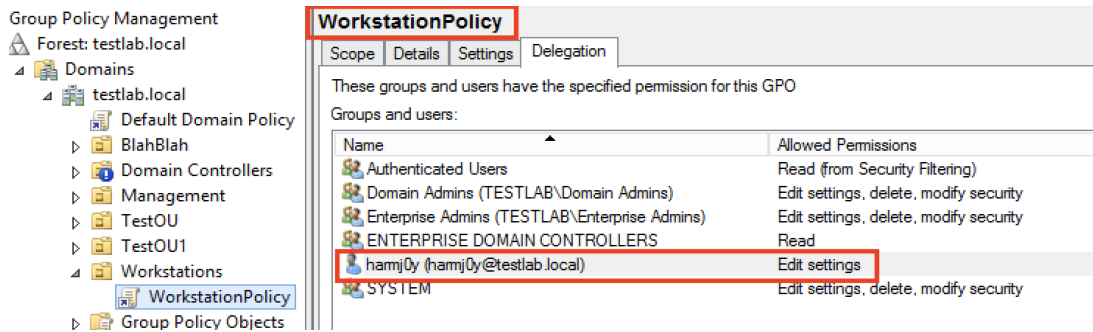 Group Policy Management
Forest: testlab.local
Domains
testlab.local
Default Domain Policy
BlahBlah
Domain Controllers
Management
TestOU
TestOU1
Workstations
WorkstationPolicy
Group Policy Objects
WorkstationPolicy
Scope Details Settings Delegation
These groups and users have the specified permission for this GPO
Groups and users:
Name Allowed Permissions
Authenticated Users Read (from Security Filtering)
Domain Admins (TESTLAB\Domain Admins) Edit settings, delete, modify security
Enterprise Admins (TESTLAB\Enterprise Admins) Edit settings, delete, modify security
ENTERPRISE DOMAIN CONTROLLERS Read
harmj0y (harmj0y@testlab.local) Edit settings
SYSTEM Edit settings, delete, modify security